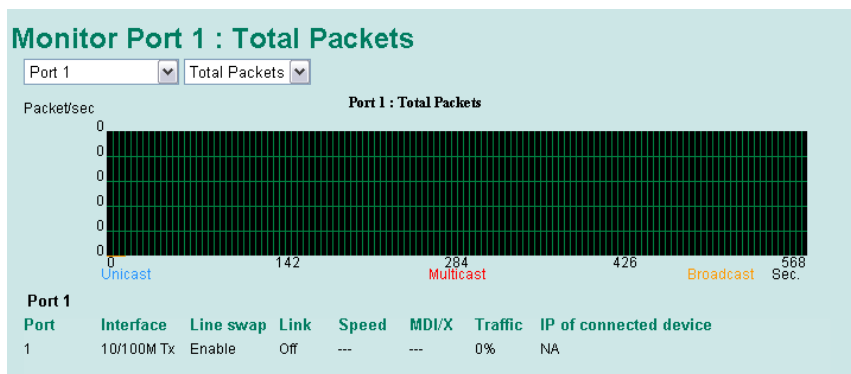 Monitor Port 1 : Total Packets
Port 1 Total Packets
Packet/sec Port 1 : Total Packets
0
0
0
0
0
0
0 142 284 426 568
Unicast Multicast Broadcast Sec.
Port 1
Port Interface Line swap Link Speed MDI/X Traffic IP of connected device
1 10/100M Tx Enable Off --- --- 0% NA